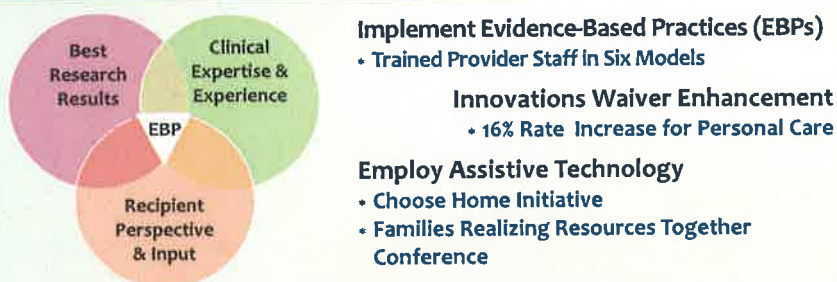 Best
Research
Results
Clinical
Expertise &
Experience
EBP
Recipient
Perspective
& Input
Implement Evidence-Based Practices (EBPs)
• Trained Provider Staff in Six Models
Innovations Waiver Enhancement
• 16% Rate Increase for Personal Care
Employ Assistive Technology
• Choose Home Initiative
• Families Realizing Resources Together
Conference